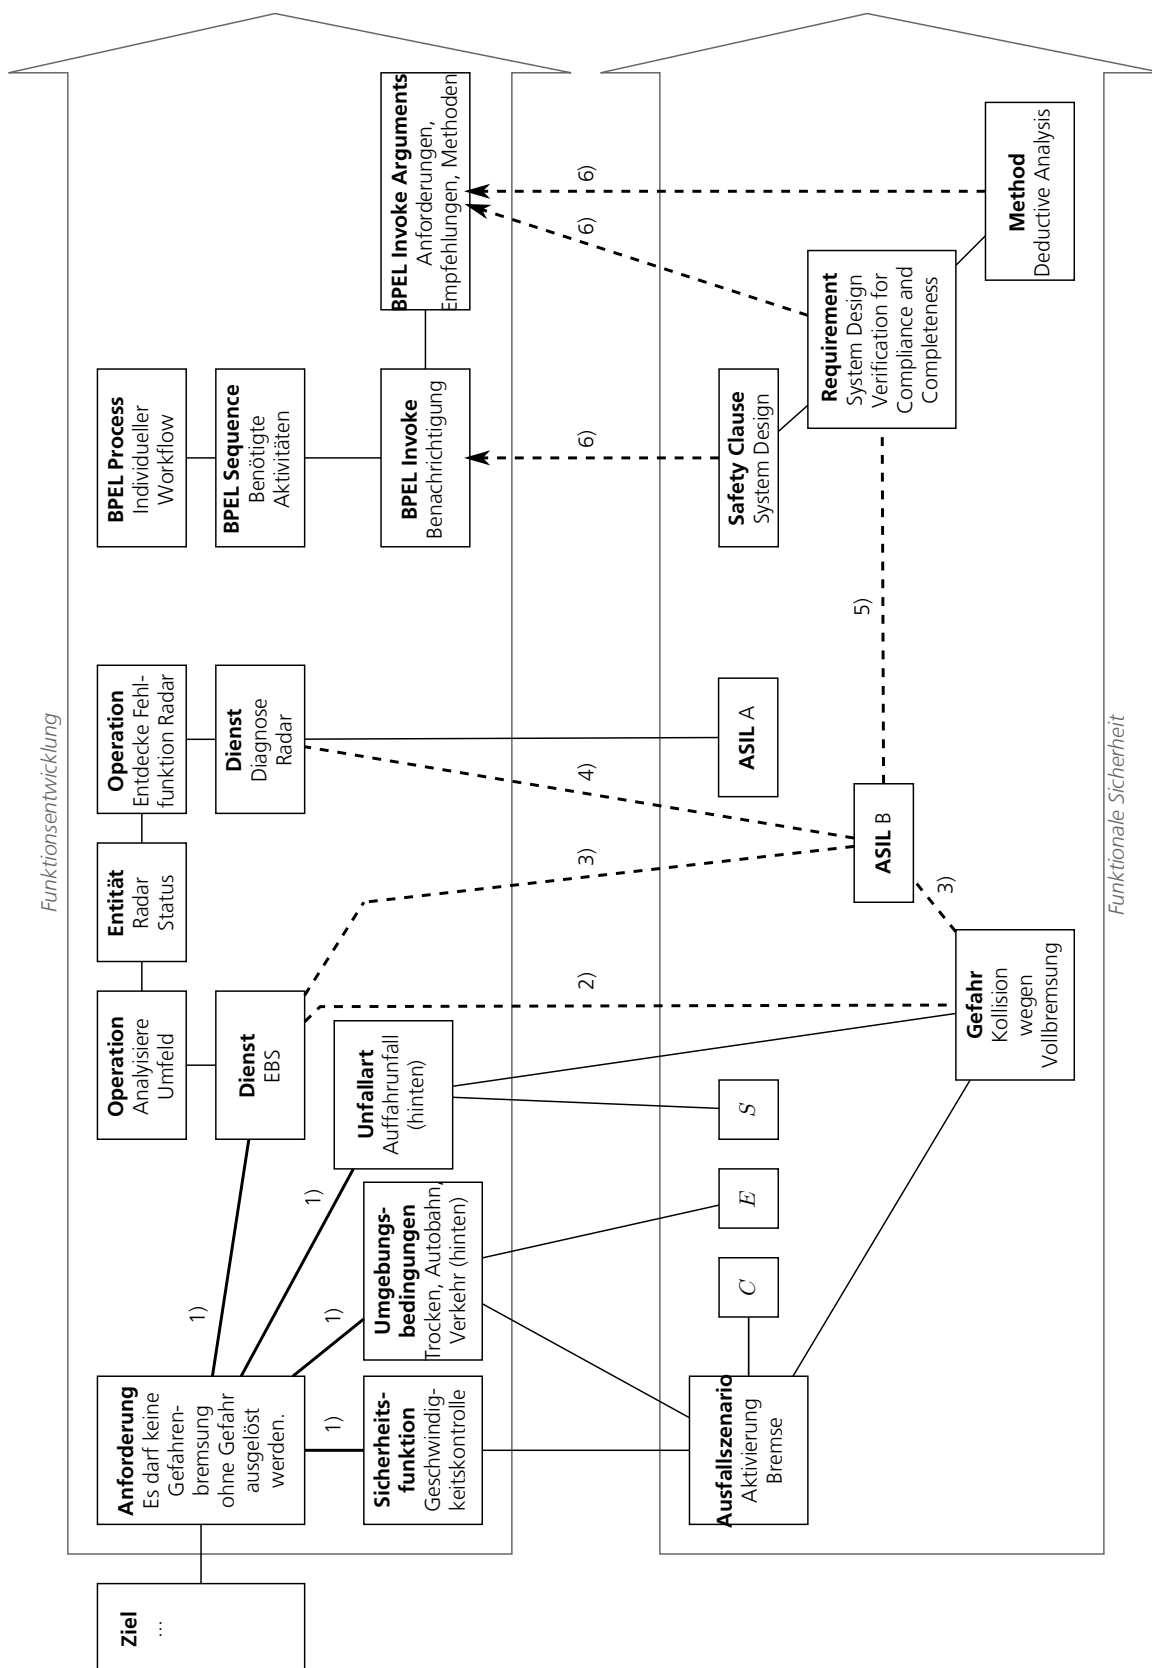 Funktionsentwicklung
Ziel
...
Anforderung
Es darf keine
Gefahren-
bremsung
ohne Gefahr
ausgelöst
werden.
Operation
Analyisiere
Umfeld
Entität
Radar
Status
Operation
Entdecke Fehl-
funktion Radar
BPEL Process
Individueller
Workflow
1)
Dienst
EBS
Dienst
Diagnose
Radar
BPEL Sequence
Benötigte
Aktivitäten
1)
1)
1)
Sicherheits-
funktion
Geschwindig-
keitskontrolle
Umgebungs-
bedingungen
Trocken, Autobahn,
Verkehr (hinten)
Unfallart
Auffahrunfall
(hinten)
BPEL Invoke
Benachrichtigung
BPEL Invoke Arguments
Anforderungen,
Empfehlungen, Methoden
2)
3)
4)
6)
6)
6)
Ausfallszenario
Aktivierung
Bremse
C
E
S
ASIL A
Safety Clause
System Design
3)
ASIL B
5)
Requirement
System Design
Verification for
Compliance and
Completeness
Gefahr
Kollision
wegen
Vollbremsung
Method
Deductive Analysis
Funktionale Sicherheit